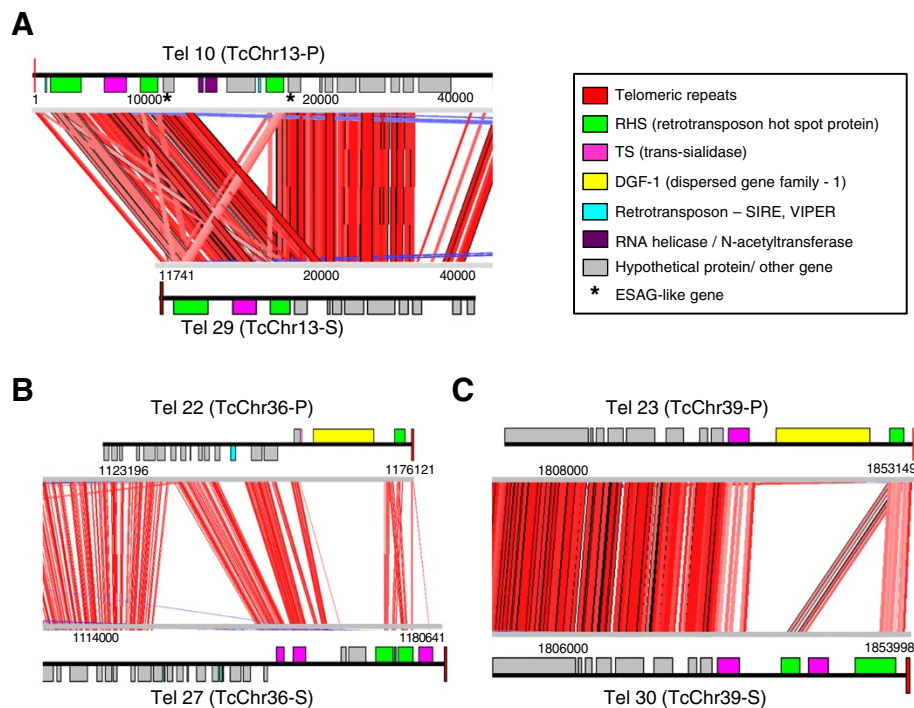 A
Tel 10 (TcChr13-P)
1 10000 20000 40000
* *
11741 20000 40000
Tel 29 (TcChr13-S)
Telomeric repeats
RHS (retrotransposon hot spot protein)
TS (trans-sialidase)
DGF-1 (dispersed gene family - 1)
Retrotransposon – SIRE, VIPER
RNA helicase / N-acetyltransferase
Hypothetical protein/ other gene
* ESAG-like gene
B
Tel 22 (TcChr36-P)
1123196 1176121
1114000 1180641
Tel 27 (TcChr36-S)
C
Tel 23 (TcChr39-P)
1808000 1853149
1806000 1853998
Tel 30 (TcChr39-S)